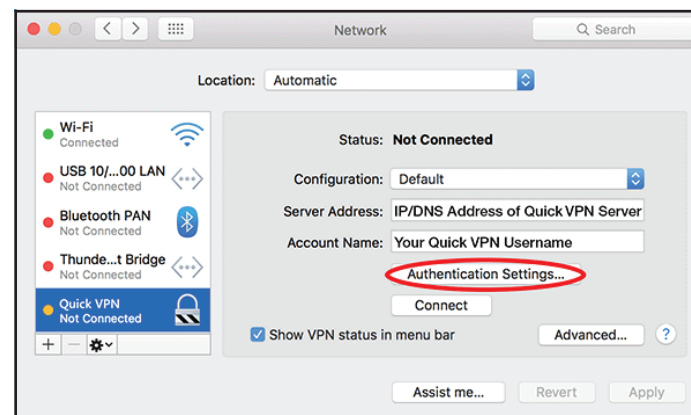 Network
Search
Location: Automatic
Wi-Fi
Connected
USB 10/...00 LAN
Not Connected
Bluetooth PAN
Not Connected
Thunde...t Bridge
Not Connected
Quick VPN
Not Connected
Status: Not Connected
Configuration: Default
Server Address: IP/DNS Address of Quick VPN Server
Account Name: Your Quick VPN Username
Authentication Settings...
Connect
Show VPN status in menu bar
Advanced... ?
Assist me... Revert Apply